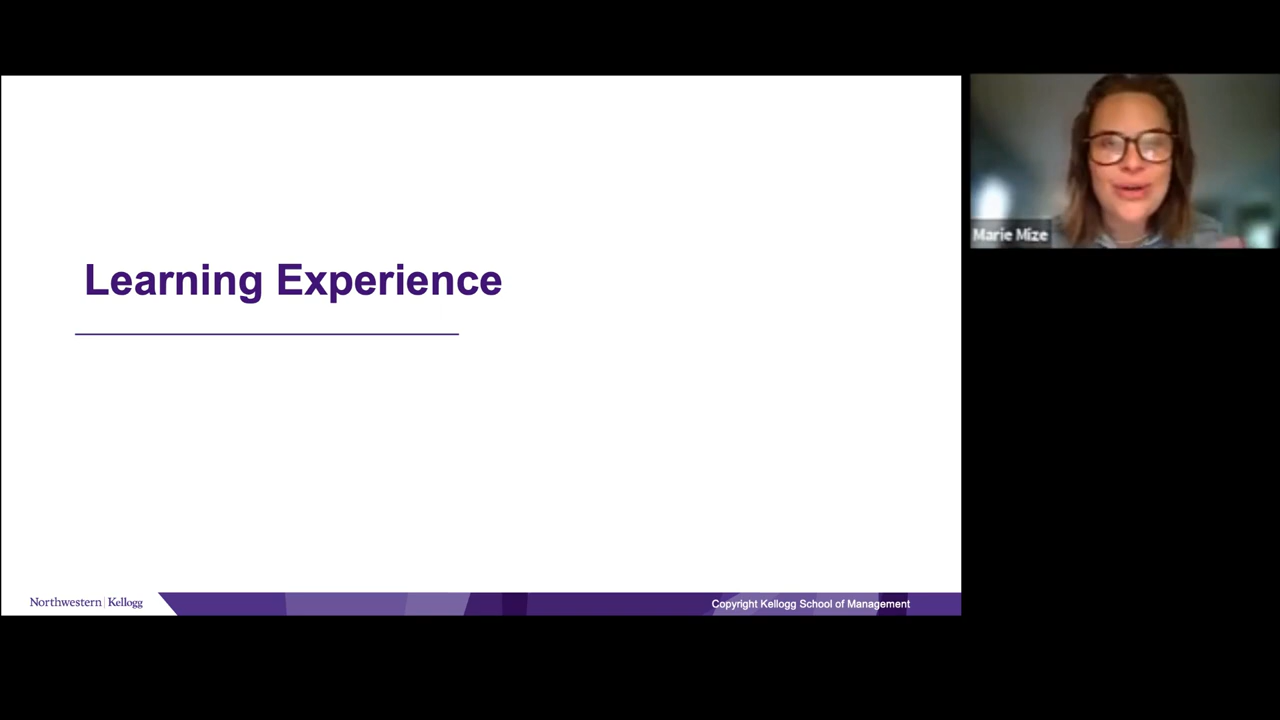 Learning Experience
Marie Mize
Northwestern | Kellogg
Copyright Kellogg School of Management